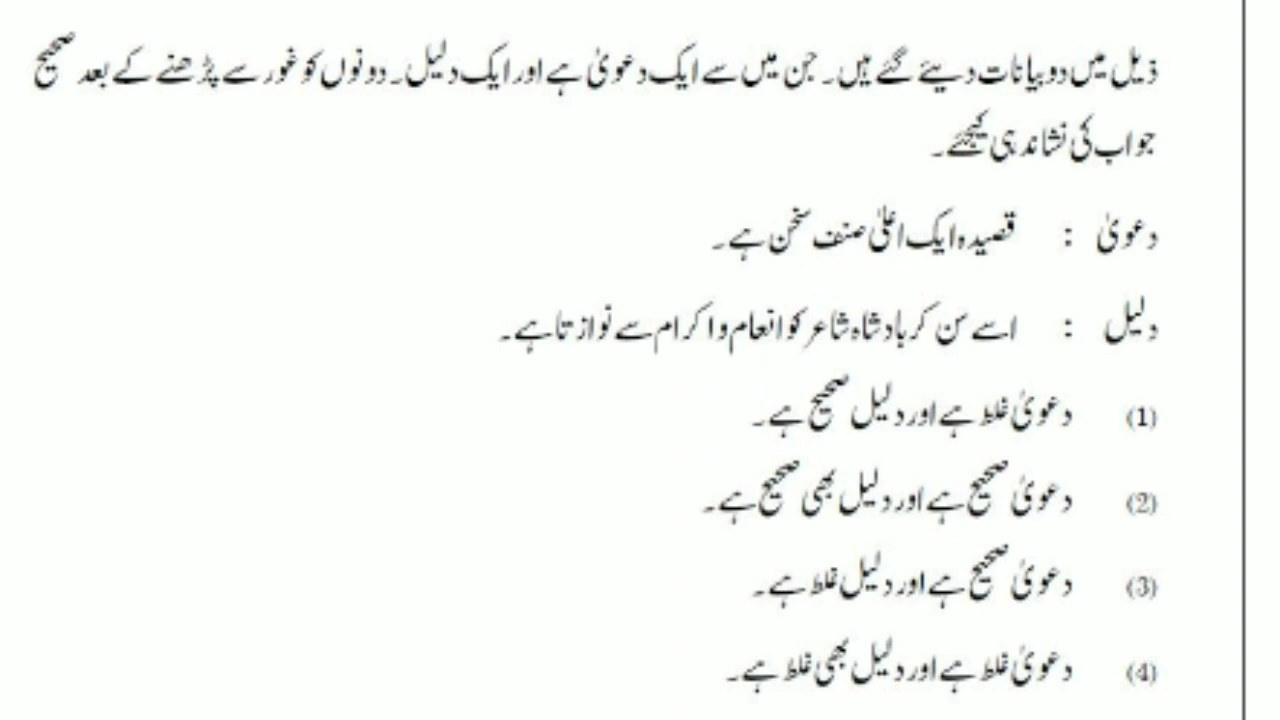 ذیل میں دو بیانات دیئے گئے ہیں۔ جن میں سے ایک دعویٰ ہے اور ایک دلیل۔ دونوں کو غور سے پڑھنے کے بعد صحیح
جواب کی نشاندہی کیجئے۔
دعویٰ : قصیدہ ایک اعلیٰ صنف سخن ہے۔
دلیل : اسے سن کر بادشاہ شاعر کو انعام و اکرام سے نوازتا ہے۔
(1) دعویٰ غلط ہے اور دلیل صحیح ہے۔
(2) دعویٰ صحیح ہے اور دلیل بھی صحیح ہے۔
(3) دعویٰ صحیح ہے اور دلیل غلط ہے۔
(4) دعویٰ غلط ہے اور دلیل بھی غلط ہے۔